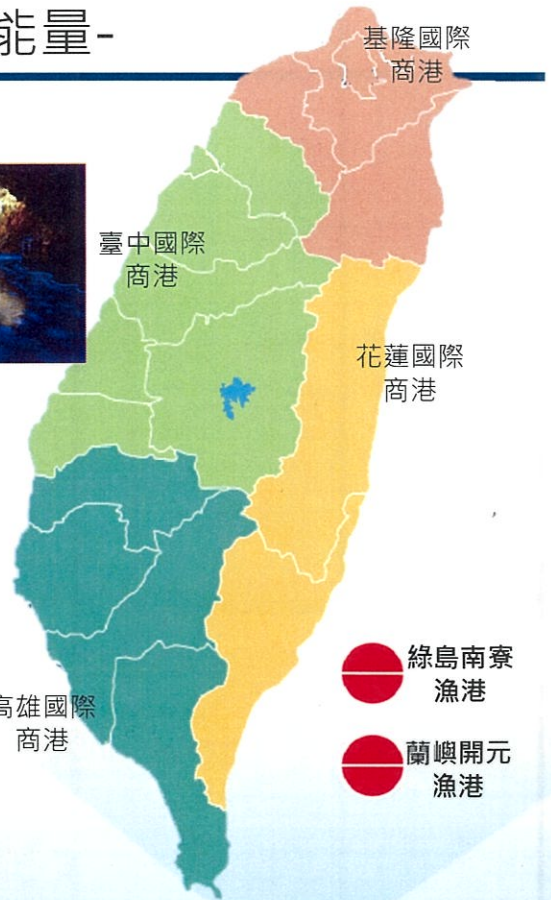 能量-
基隆國際
商港
臺中國際
商港
花蓮國際
商港
綠島南寮
漁港
高雄國際
商港
蘭嶼開元
漁港